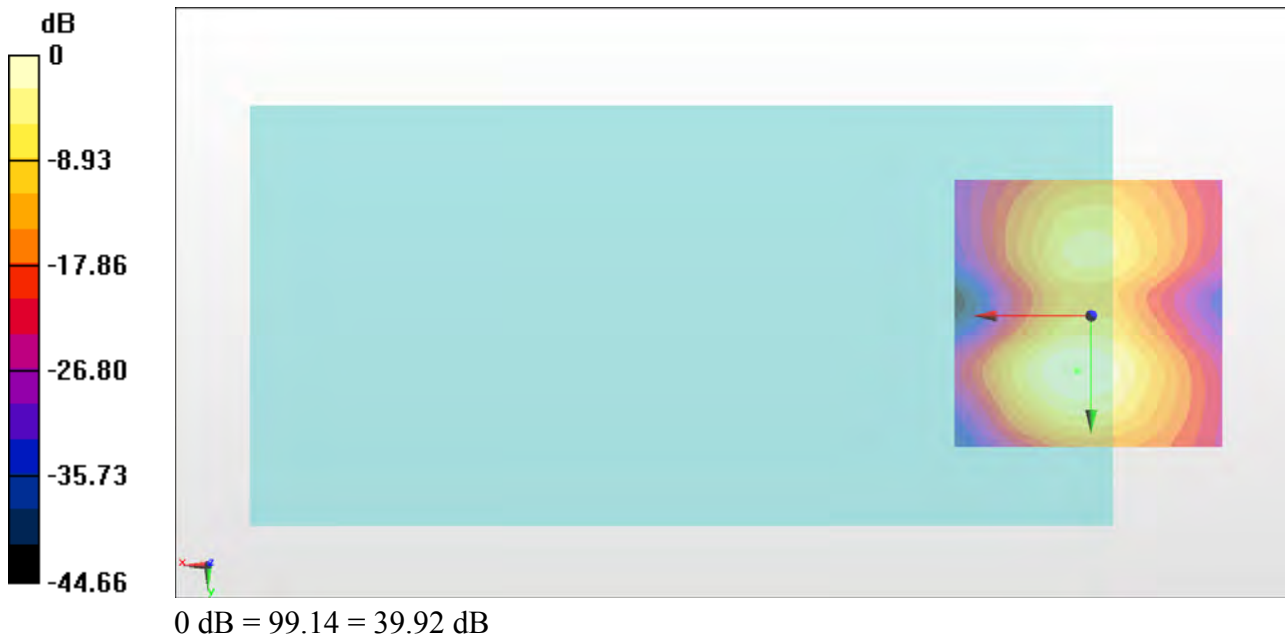 dB
0
-8.93
-17.86
-26.80
-35.73
-44.66
x
z
y
0 dB = 99.14 = 39.92 dB